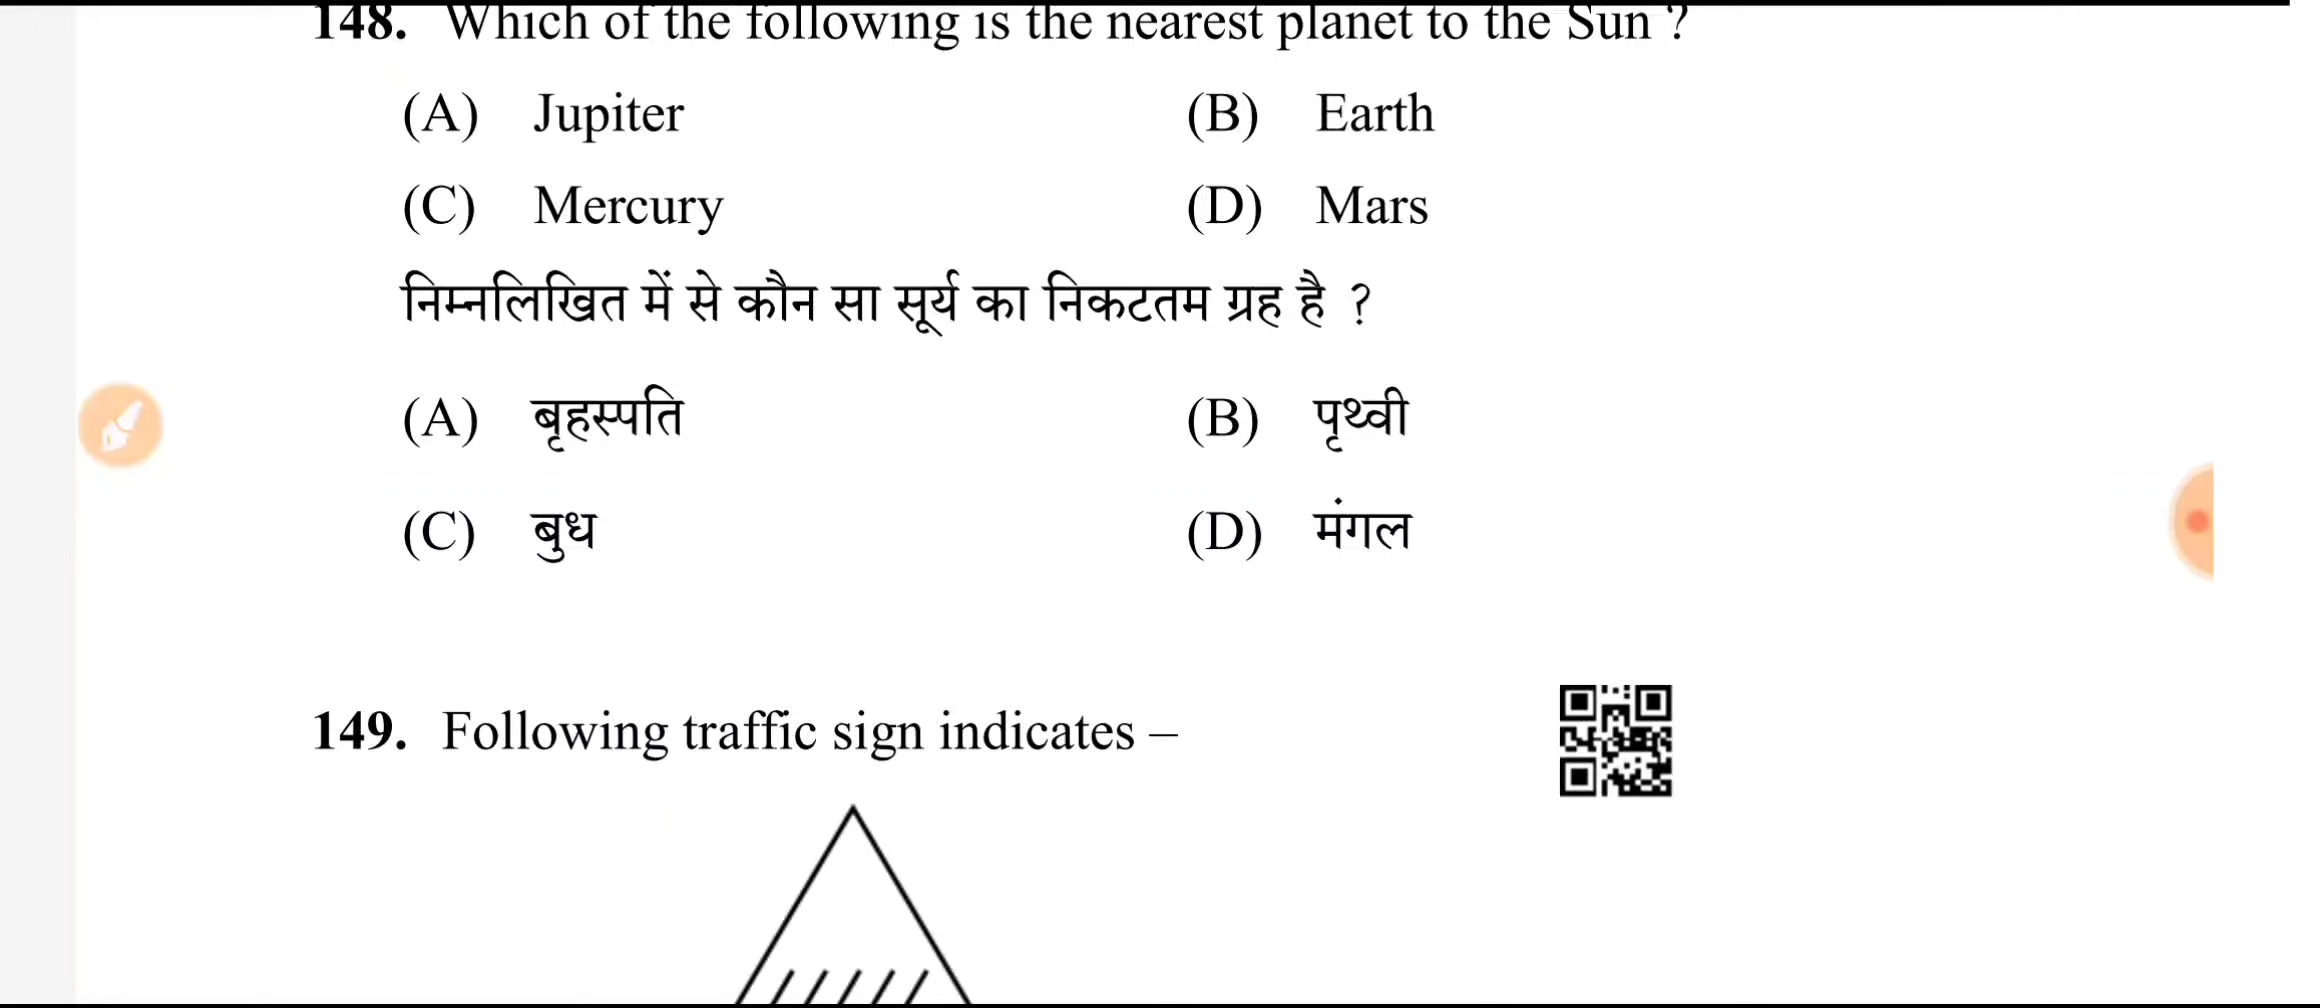 148. Which of the following is the nearest planet to the Sun ?
(A) Jupiter (B) Earth
(C) Mercury (D) Mars
निम्नलिखित में से कौन सा सूर्य का निकटतम ग्रह है ?
(A) बृहस्पति (B) पृथ्वी
(C) बुध (D) मंगल
149. Following traffic sign indicates –